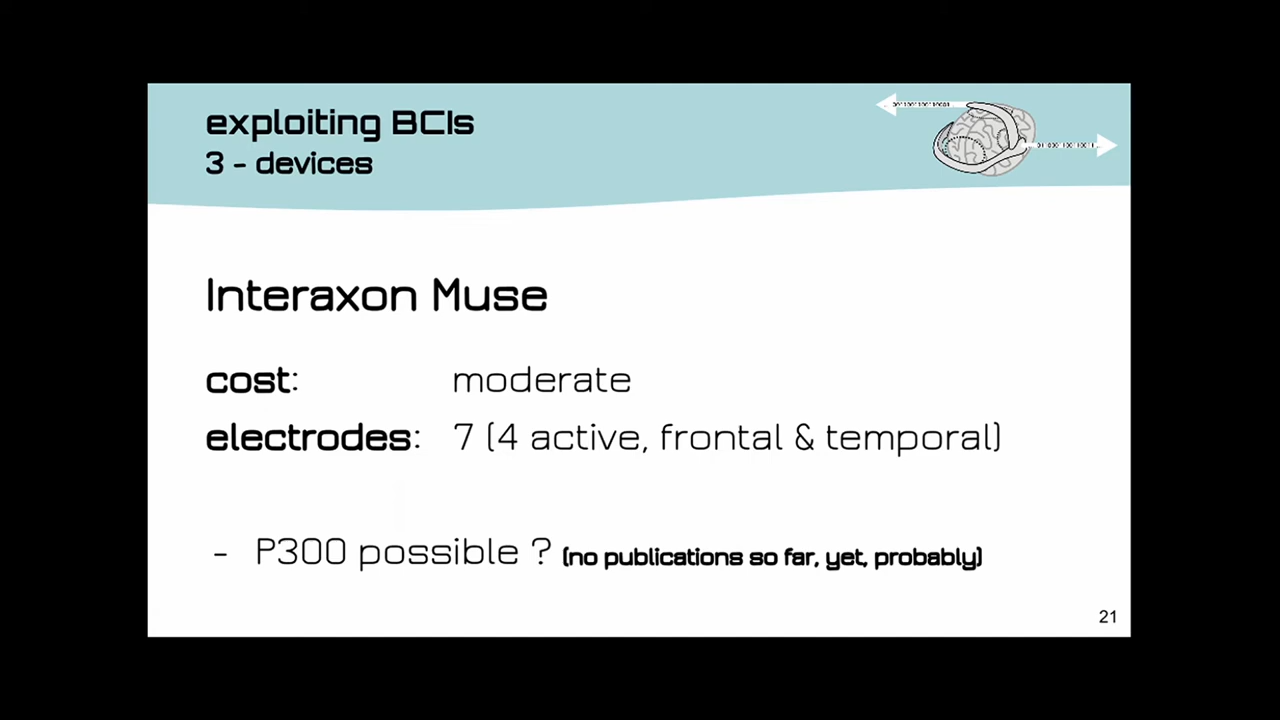 exploiting BCIs
3 - devices
Interaxon Muse
cost: moderate
electrodes: 7 (4 active, frontal & temporal)
- P300 possible ? (no publications so far, yet, probably)
21